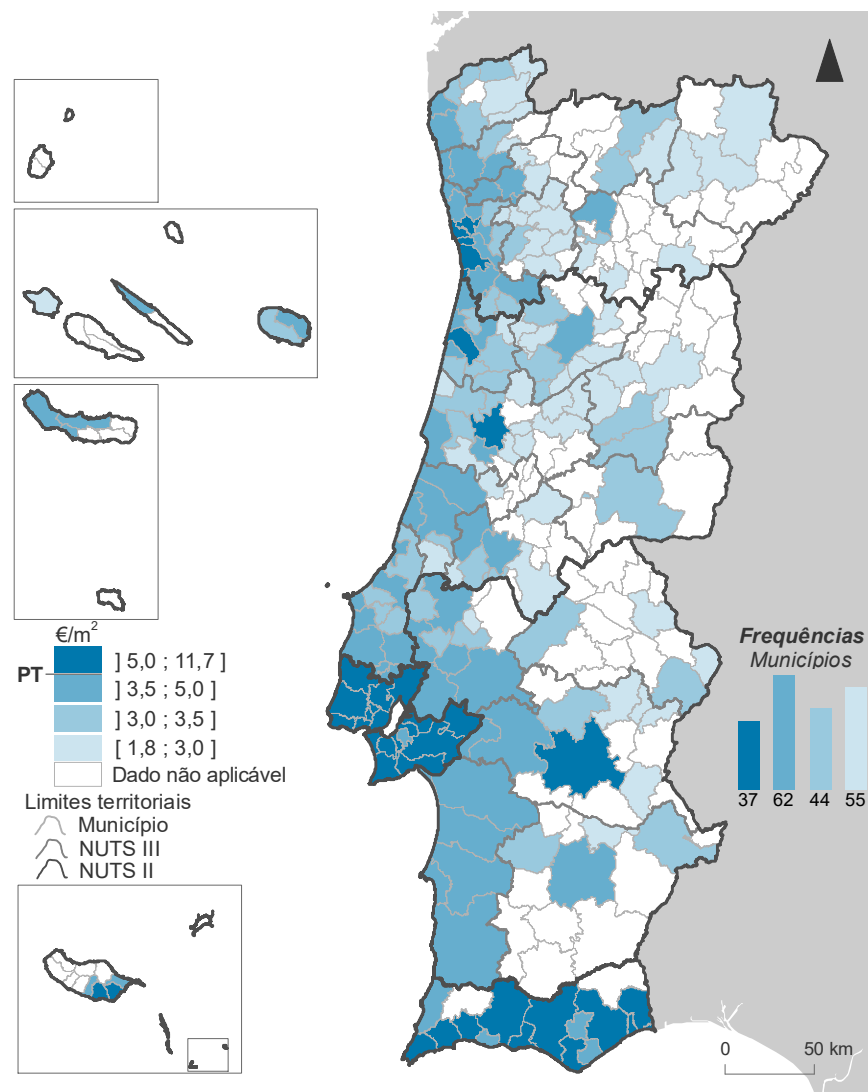 €/m²
PT
] 5,0 ; 11,7 ]
] 3,5 ; 5,0 ]
] 3,0 ; 3,5 ]
[ 1,8 ; 3,0 ]
Dado não aplicável
Limites territoriais
Município
NUTS III
NUTS II
Frequências
Municípios
37 62 44 55
0 50 km